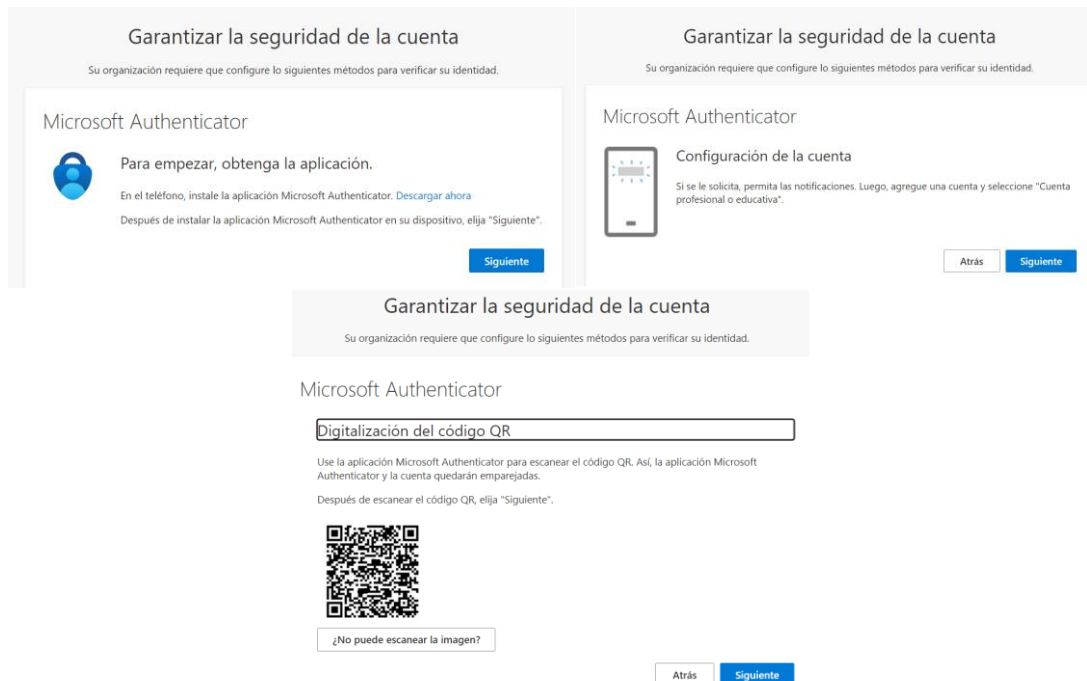 Garantizar la seguridad de la cuenta
Su organización requiere que configure lo siguientes métodos para verificar su identidad.
Microsoft Authenticator
Para empezar, obtenga la aplicación.
En el teléfono, instale la aplicación Microsoft Authenticator. Descargar ahora
Después de instalar la aplicación Microsoft Authenticator en su dispositivo, elija "Siguiente".
Siguiente
Garantizar la seguridad de la cuenta
Su organización requiere que configure lo siguientes métodos para verificar su identidad.
Microsoft Authenticator
Configuración de la cuenta
Si se le solicita, permita las notificaciones. Luego, agregue una cuenta y seleccione "Cuenta
profesional o educativa".
Atrás Siguiente
Garantizar la seguridad de la cuenta
Su organización requiere que configure lo siguientes métodos para verificar su identidad.
Microsoft Authenticator
Digitalización del código QR
Use la aplicación Microsoft Authenticator para escanear el código QR. Así, la aplicación Microsoft
Authenticator y la cuenta quedarán emparejadas.
Después de escanear el código QR, elija "Siguiente".
¿No puede escanear la imagen?
Atrás Siguiente